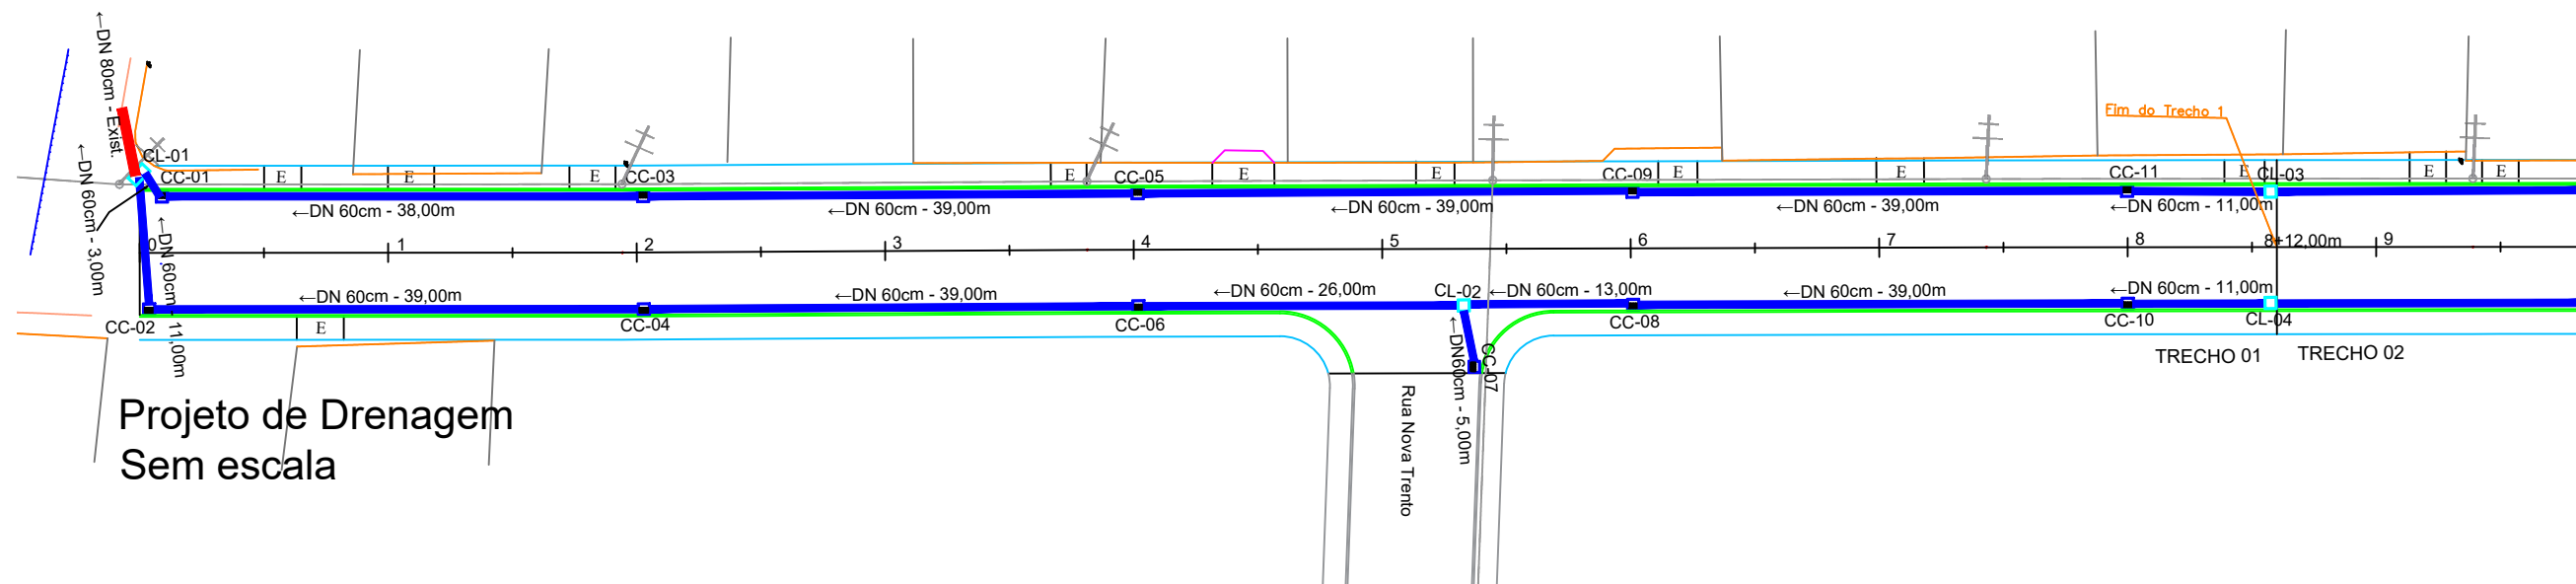 ←DN 80cm - Exist.
Fim do Trecho 1
CL-01
←DN 60cm - 3,00m
CC-01
E
E
E
CC-03
E
CC-05
E
E
CC-09
E
E
CC-11
E
CL-03
E
E
←DN 60cm - 38,00m
←DN 60cm - 39,00m
←DN 60cm - 39,00m
←DN 60cm - 39,00m
←DN 60cm - 11,00m
0
1
2
3
4
5
6
7
8
8+12,00m
9
←DN 60cm - 11,00m
←DN 60cm - 39,00m
←DN 60cm - 39,00m
←DN 60cm - 26,00m
CL-02
←DN 60cm - 13,00m
←DN 60cm - 39,00m
←DN 60cm - 11,00m
CC-02
E
CC-04
CC-06
CC-08
CC-10
CL-04
←DN60cm - 5,00m
CC-07
TRECHO 01
TRECHO 02
Rua Nova Trento
Projeto de Drenagem
Sem escala